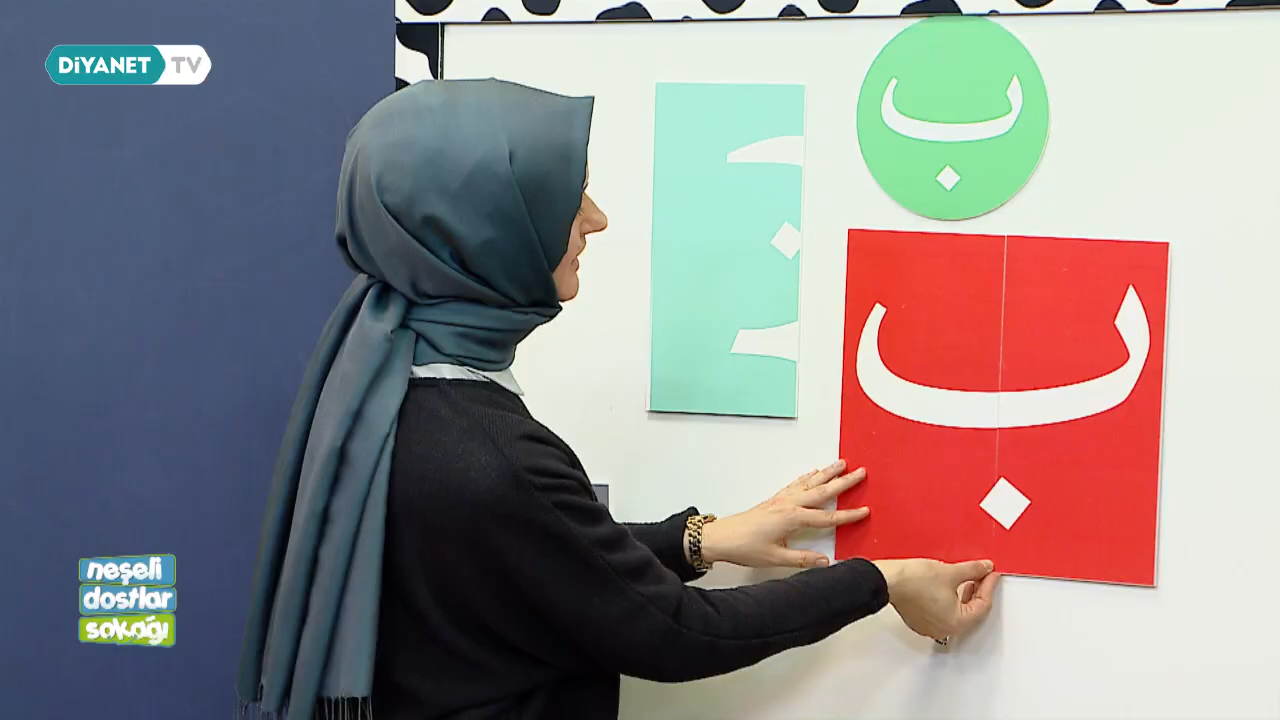 DİYANET TV
ب
ب
neşeli
dostlar
sokağı